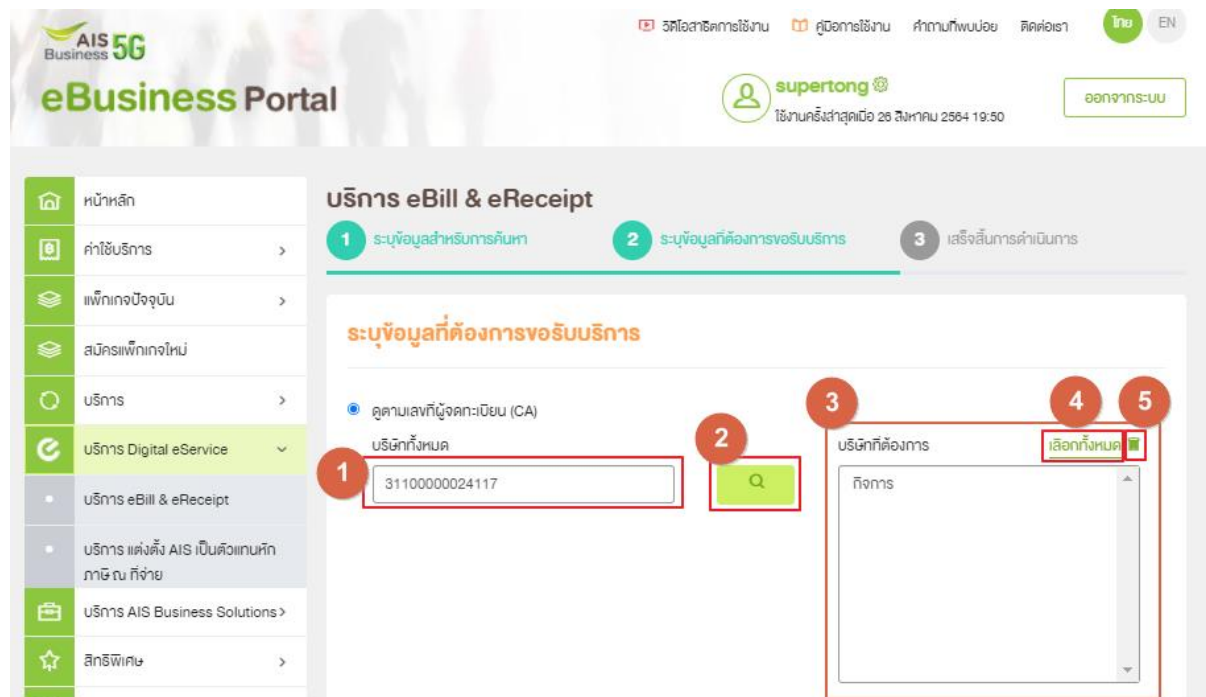 AIS 5G
Business
วิดีโอสาธิตการใช้งาน คู่มือการใช้งาน คำถามที่พบบ่อย ติดต่อเรา ไทย EN
eBusiness Portal
supertong
ใช้งานครั้งล่าสุดเมื่อ 26 สิงหาคม 2564 19:50
ออกจากระบบ
หน้าหลัก
ค่าใช้บริการ
แพ็กเกจปัจจุบัน
สมัครแพ็กเกจใหม่
บริการ
บริการ Digital eService
บริการ eBill & eReceipt
บริการ แต่งตั้ง AIS เป็นตัวแทนหัก
ภาษี ณ ที่จ่าย
บริการ AIS Business Solutions
สิทธิพิเศษ
บริการ eBill & eReceipt
1 ระบุข้อมูลสำหรับการค้นหา 2 ระบุข้อมูลที่ต้องการขอรับบริการ 3 เสร็จสิ้นการดำเนินการ
ระบุข้อมูลที่ต้องการขอรับบริการ
ดูตามเลขที่ผู้จดทะเบียน (CA)
3 4 5
บริษัททั้งหมด 2 บริษัทที่ต้องการ เลือกทั้งหมด
1 31100000024117 กิจการ